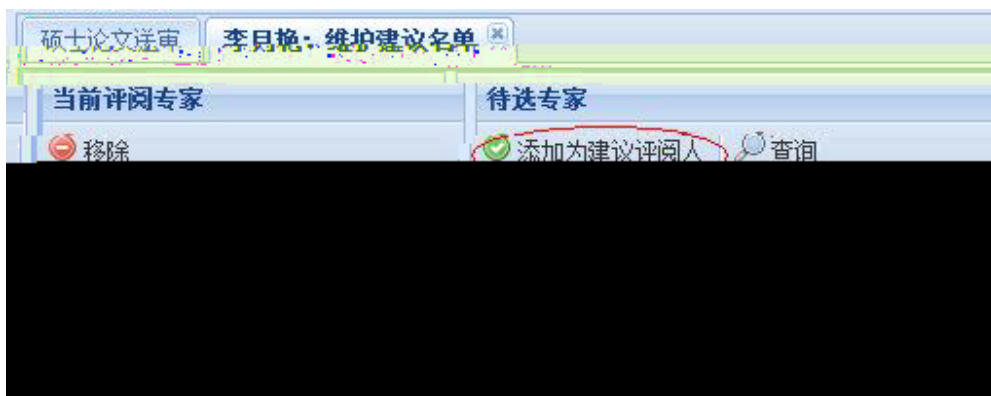 硕士论文送审
李月艳:维护建议名单
当前评阅专家
待选专家
移除
添加为建议评阅人
查询